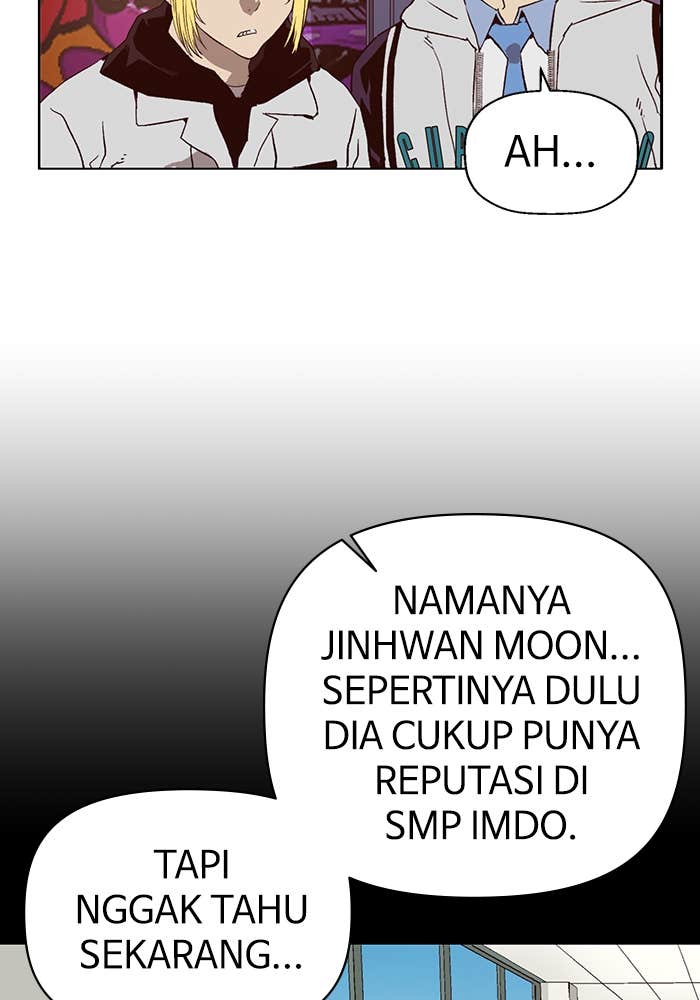 AH...
NAMANYA
JINHWAN MOON...
SEPERTINYA DULU
DIA CUKUP PUNYA
REPUTASI DI
SMP IMDO.
TAPI
NGGAK TAHU
SEKARANG...